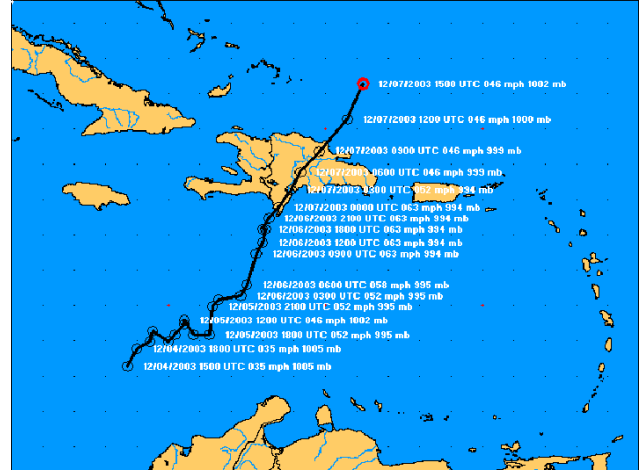 12/07/2003 1500 UTC 046 mph 1002 mb
12/07/2003 1200 UTC 046 mph 1000 mb
12/07/2003 0900 UTC 046 mph 999 mb
12/07/2003 0600 UTC 046 mph 999 mb
12/07/2003 0300 UTC 052 mph 994 mb
12/07/2003 0000 UTC 063 mph 994 mb
12/06/2003 2100 UTC 063 mph 994 mb
12/06/2003 1800 UTC 063 mph 994 mb
12/06/2003 1200 UTC 063 mph 994 mb
12/06/2003 0900 UTC 063 mph 994 mb
12/06/2003 0600 UTC 058 mph 995 mb
12/06/2003 0300 UTC 052 mph 995 mb
12/05/2003 2100 UTC 052 mph 995 mb
12/05/2003 1200 UTC 046 mph 1002 mb
12/05/2003 1800 UTC 052 mph 995 mb
12/04/2003 1800 UTC 035 mph 1005 mb
12/04/2003 1500 UTC 035 mph 1005 mb